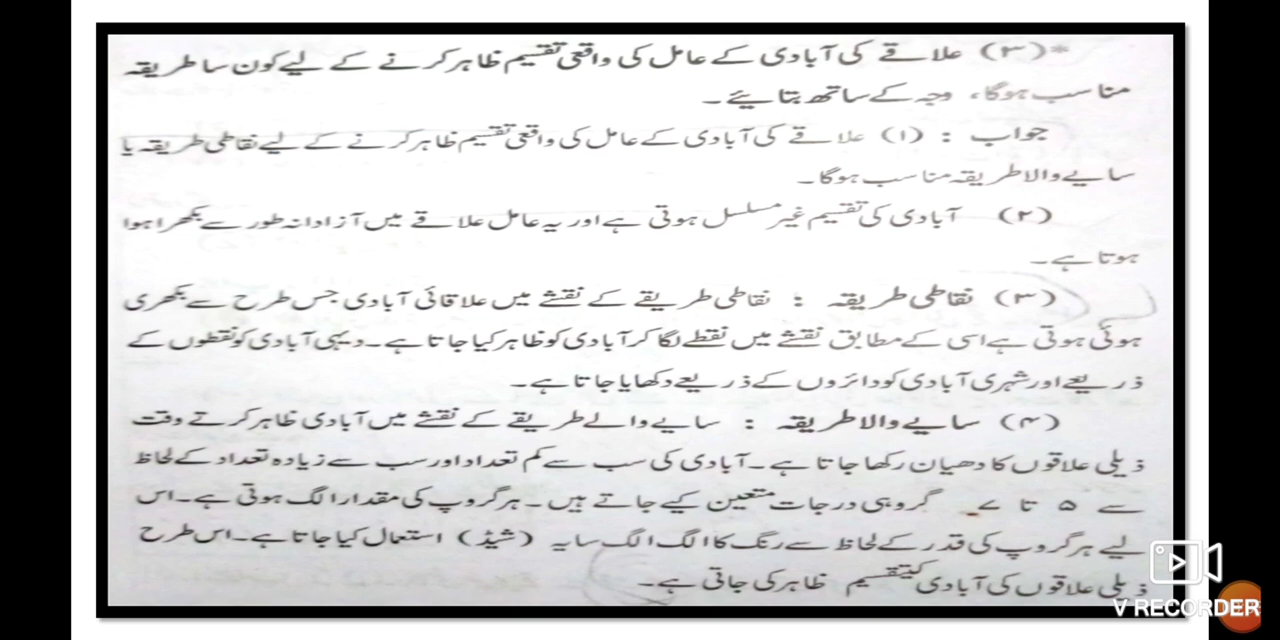 *(۳) علاقے کی آبادی کے عامل کی واقعی تقسیم ظاہر کرنے کے لیے کون سا طریقہ
مناسب ہوگا، وجہ کے ساتھ بتائیے۔
جواب : (۱) علاقے کی آبادی کے عامل کی واقعی تقسیم ظاہر کرنے کے لیے نقاطی طریقہ یا
سایے والا طریقہ مناسب ہوگا۔
(۲) آبادی کی تقسیم غیر مسلسل ہوتی ہے اور یہ عامل علاقے میں آزادانہ طور سے بکھرا ہوا
ہوتا ہے۔
(۳) نقاطی طریقہ : نقاطی طریقے کے نقشے میں علاقائی آبادی جس طرح سے بکھری
ہوئی ہوتی ہے اسی کے مطابق نقشے میں نقطے لگا کر آبادی کو ظاہر کیا جاتا ہے۔ دیہی آبادی کو نقطوں کے
ذریعے اور شہری آبادی کو دائروں کے ذریعے دکھایا جاتا ہے۔
(۴) سایے والا طریقہ : سایے والے طریقے کے نقشے میں آبادی ظاہر کرتے وقت
ذیلی علاقوں کا دھیان رکھا جاتا ہے۔ آبادی کی سب سے کم تعداد اور سب سے زیادہ تعداد کے لحاظ
سے ۵ تا ۷ گروہی درجات متعین کیے جاتے ہیں۔ ہر گروپ کی مقدار الگ ہوتی ہے۔ اس
لیے ہر گروپ کی قدر کے لحاظ سے رنگ کا الگ الگ سایہ (شیڈ) استعمال کیا جاتا ہے۔ اس طرح
ذیلی علاقوں کی آبادی کی تقسیم ظاہر کی جاتی ہے۔
V RECORDER